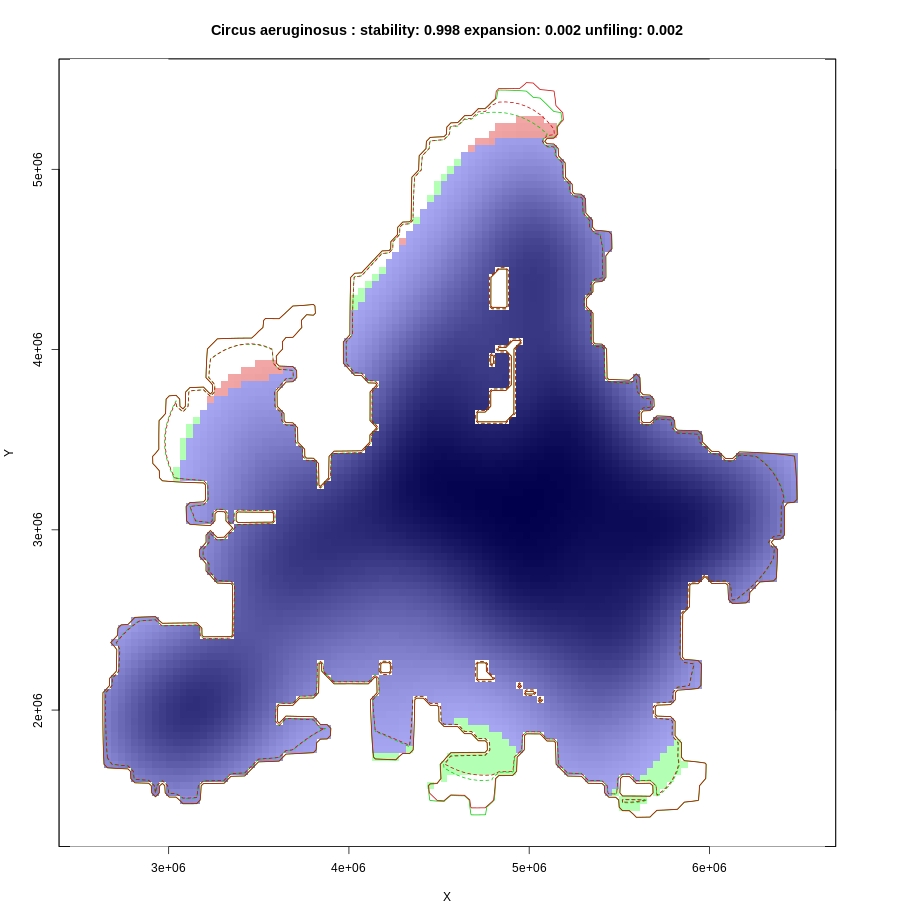 Circus aeruginosus : stability: 0.998 expansion: 0.002 unfiling: 0.002
5e+06
4e+06
Y
3e+06
2e+06
3e+06 4e+06 5e+06 6e+06
X